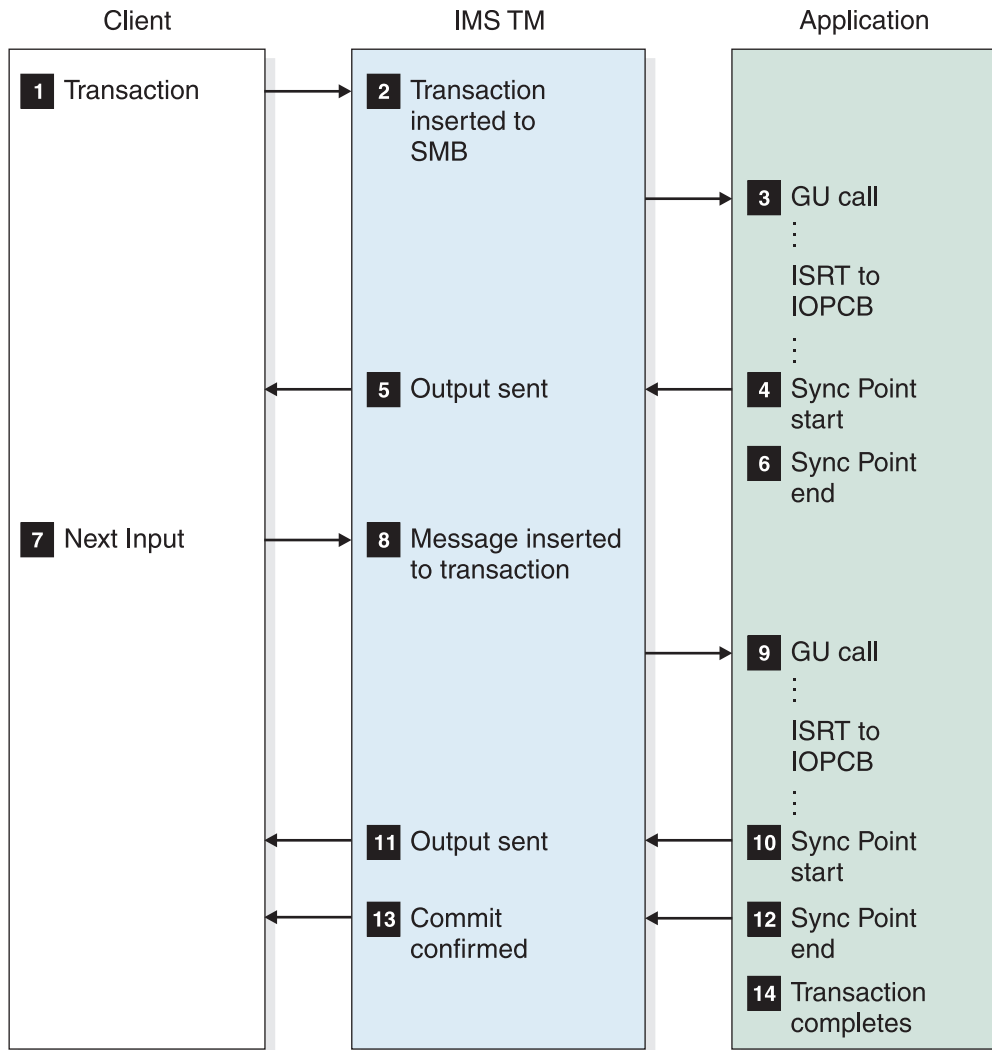 Client
IMS TM
Application
1 Transaction
2 Transaction
inserted to
SMB
3 GU call
ISRT to
IOPCB
4 Sync Point
start
5 Output sent
6 Sync Point
end
7 Next Input
8 Message inserted
to transaction
9 GU call
ISRT to
IOPCB
10 Sync Point
start
11 Output sent
12 Sync Point
end
13 Commit
confirmed
14 Transaction
completes